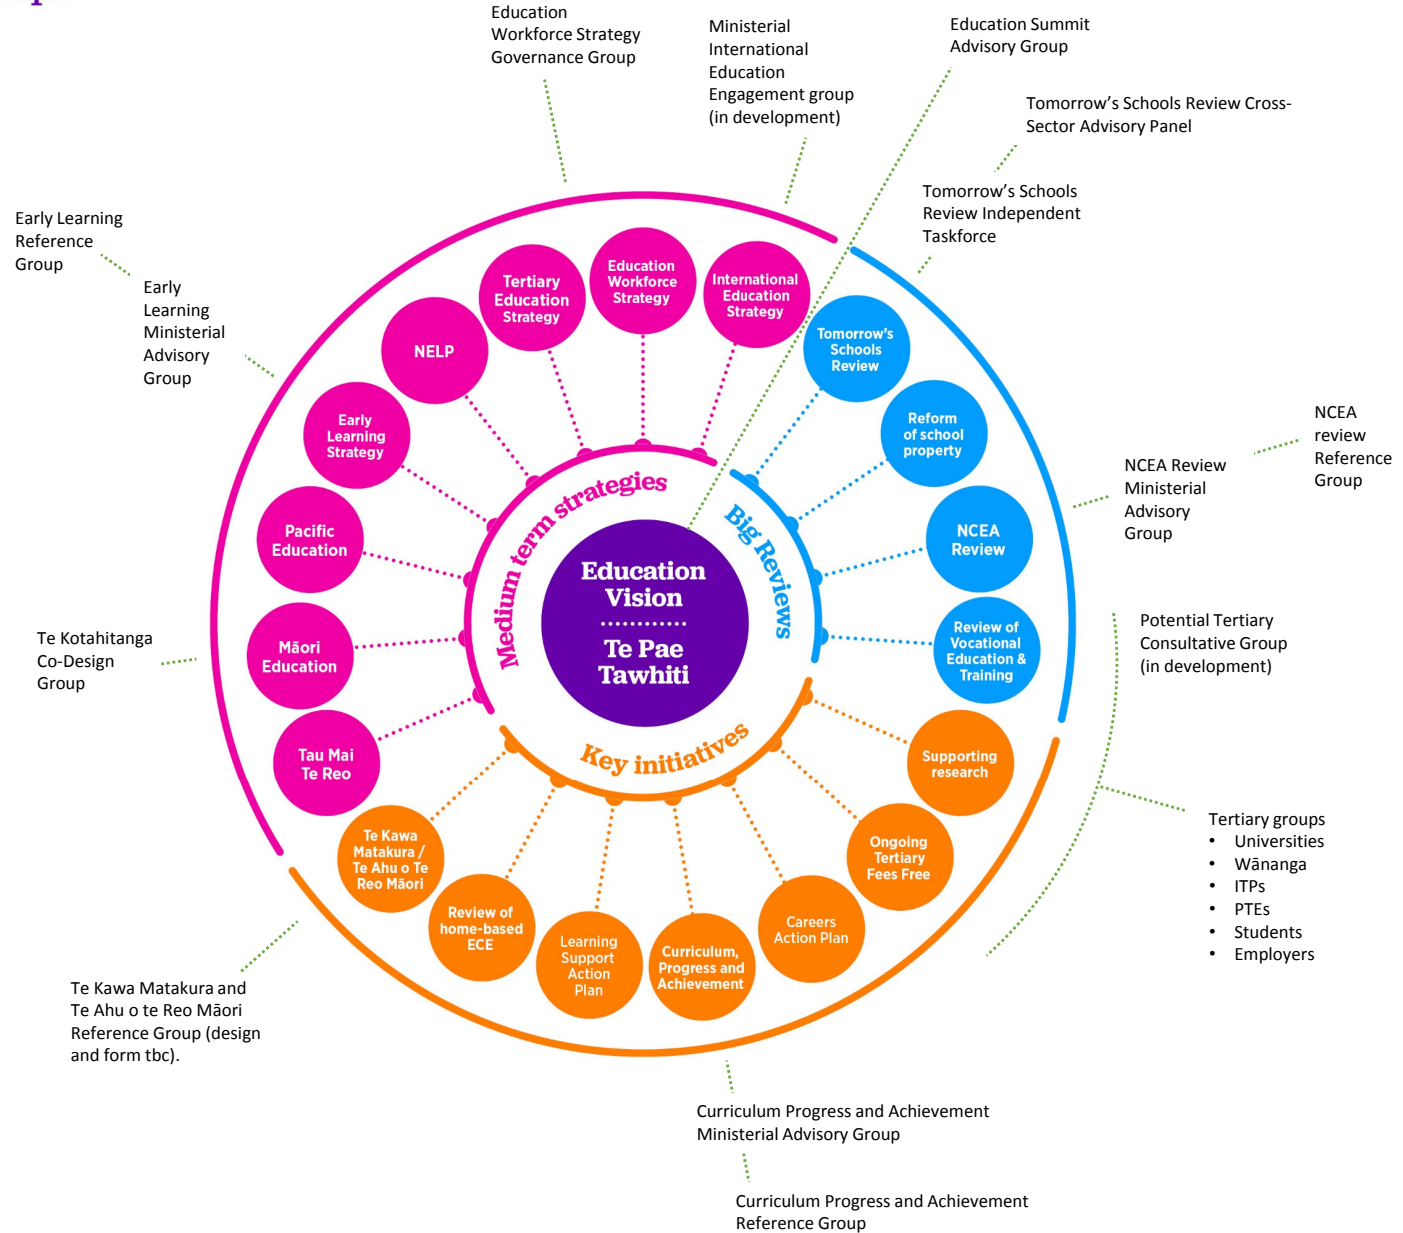 Education
Workforce Strategy
Governance Group
Ministerial
International
Education
Engagement group
(in development)
Education Summit
Advisory Group
Tomorrow's Schools Review Cross-
Sector Advisory Panel
Tomorrow's Schools
Review Independent
Taskforce
Early Learning
Reference
Group
Early
Learning
Ministerial
Advisory
Group
Tertiary
Education
Strategy
Education
Workforce
Strategy
International
Education
Strategy
NELP
Early
Learning
Strategy
Pacific
Education
Māori
Education
Tau Mai
Te Reo
Tomorrow's
Schools
Review
Reform
of school
property
NCEA
Review
Review of
Vocational
Education &
Training
NCEA Review
Ministerial
Advisory
Group
NCEA
review
Reference
Group
Medium term strategies
Big Reviews
Key initiatives
Education
Vision
Te Pae
Tawhiti
Te Kotahitanga
Co-Design
Group
Potential Tertiary
Consultative Group
(in development)
Supporting
research
Ongoing
Tertiary
Fees Free
Careers
Action Plan
Curriculum,
Progress and
Achievement
Learning
Support
Action
Plan
Review of
home-based
ECE
Te Kawa
Matakura /
Te Ahu o Te
Reo Māori
Tertiary groups
• Universities
• Wānanga
• ITPs
• PTEs
• Students
• Employers
Te Kawa Matakura and
Te Ahu o te Reo Māori
Reference Group (design
and form tbc).
Curriculum Progress and Achievement
Ministerial Advisory Group
Curriculum Progress and Achievement
Reference Group